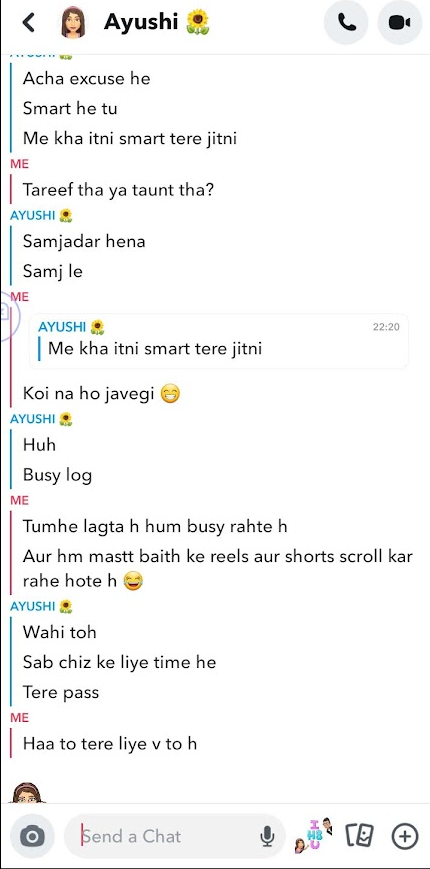 Ayushi 🌻
Acha excuse he
Smart he tu
Me kha itni smart tere jitni
ME
Tareef tha ya taunt tha?
AYUSHI 🌻
Samjadar hena
Samj le
ME
AYUSHI 🌻 22:20
Me kha itni smart tere jitni
Koi na ho javegi 😁
AYUSHI 🌻
Huh
Busy log
ME
Tumhe lagta h hum busy rahte h
Aur hm mastt baith ke reels aur shorts scroll kar
rahe hote h 😂
AYUSHI 🌻
Wahi toh
Sab chiz ke liye time he
Tere pass
ME
Haa to tere liye v to h
Send a Chat
I
H8
U